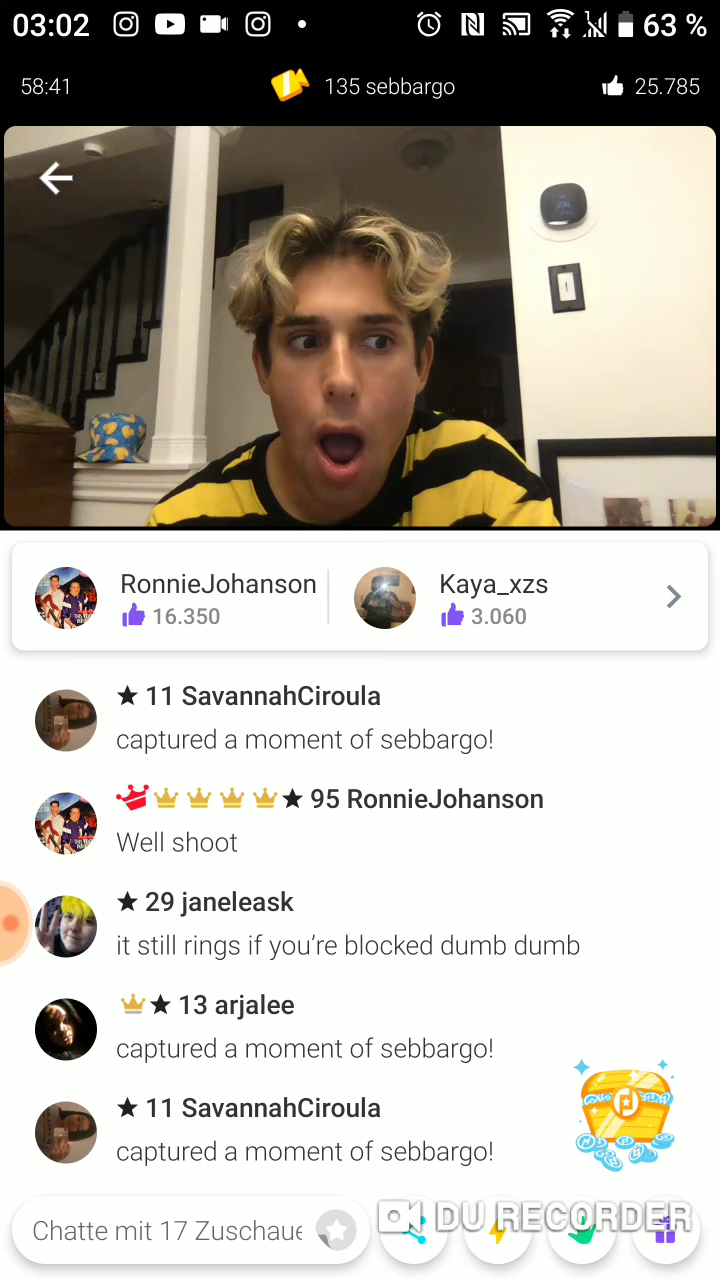 03:02
63 %
58:41
135 sebbargo
25.785
RonnieJohanson
16.350
Kaya_xzs
3.060
★ 11 SavannahCiroula
captured a moment of sebbargo!
★ 95 RonnieJohanson
Well shoot
★ 29 janeleask
it still rings if you’re blocked dumb dumb
★ 13 arjalee
captured a moment of sebbargo!
★ 11 SavannahCiroula
captured a moment of sebbargo!
Chatte mit 17 Zuschaue
DU RECORDER